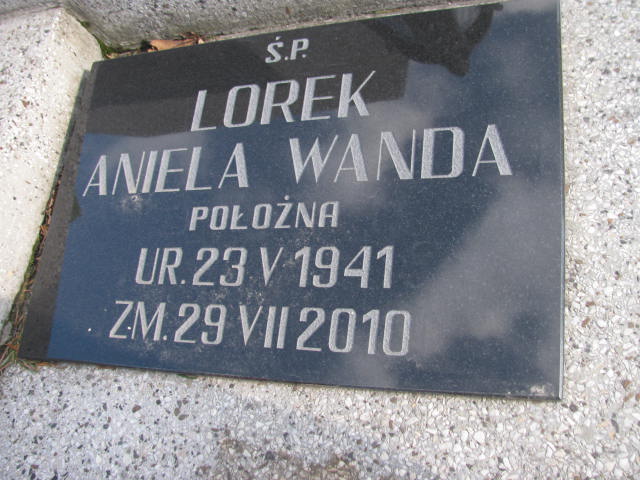 Ś.P.
LOREK
ANIELA WANDA
POŁOŻNA
UR. 23 V 1941
ZM. 29 VII 2010